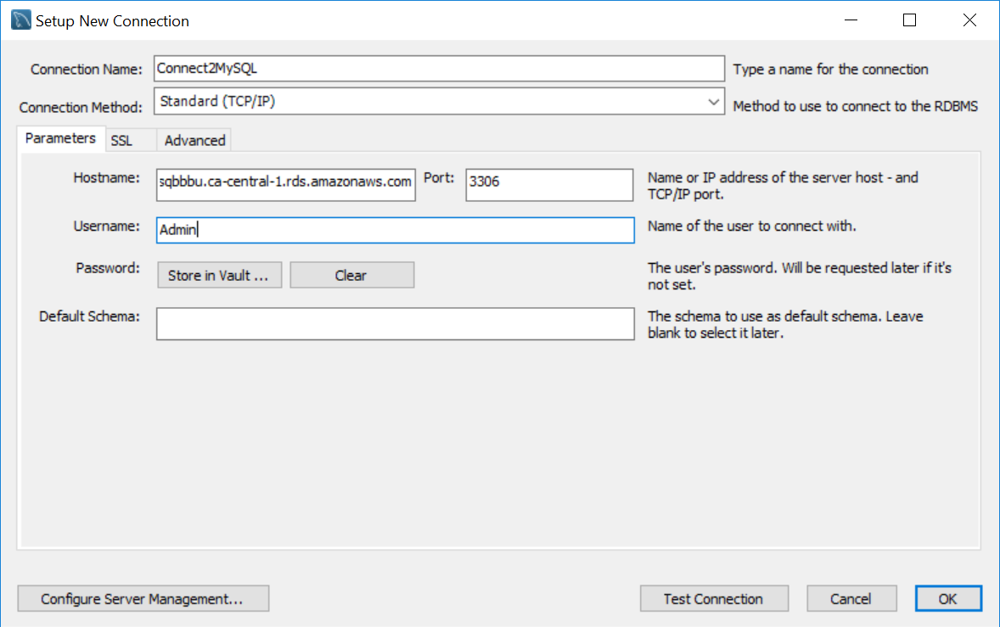 Setup New Connection
Connection Name: Connect2MySQL Type a name for the connection
Connection Method: Standard (TCP/IP) Method to use to connect to the RDBMS
Parameters SSL Advanced
Hostname: sqbbbu.ca-central-1.rds.amazonaws.com Port: 3306 Name or IP address of the server host - and
TCP/IP port.
Username: Admin Name of the user to connect with.
Password: Store in Vault ... Clear The user's password. Will be requested later if it's
not set.
Default Schema: The schema to use as default schema. Leave
blank to select it later.
Configure Server Management... Test Connection Cancel OK